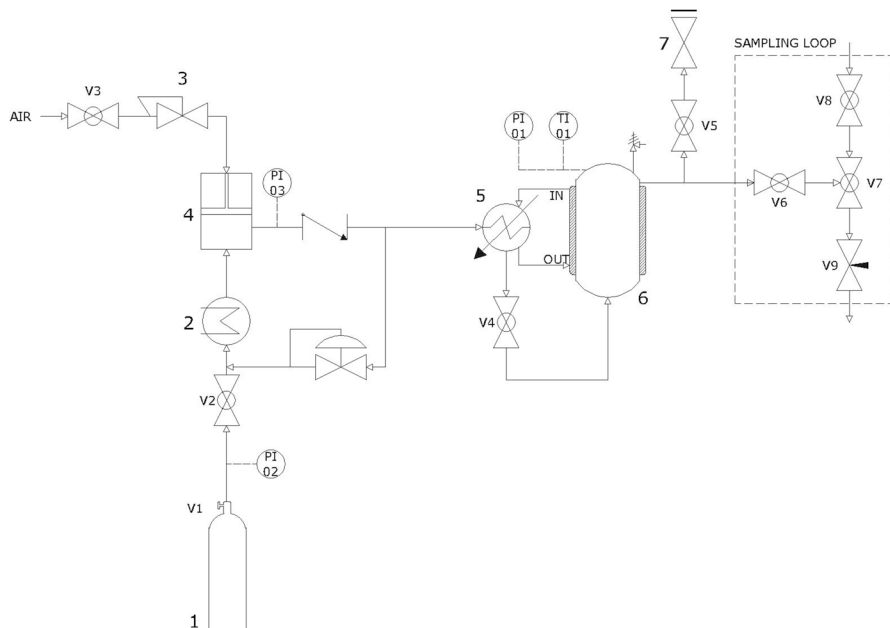 7
SAMPLING LOOP
3
V3
AIR
V8
PI
01
TI
01
V5
PI
03
5
IN
V7
4
V6
OUT
V9
6
2
V4
V2
PI
02
V1
1